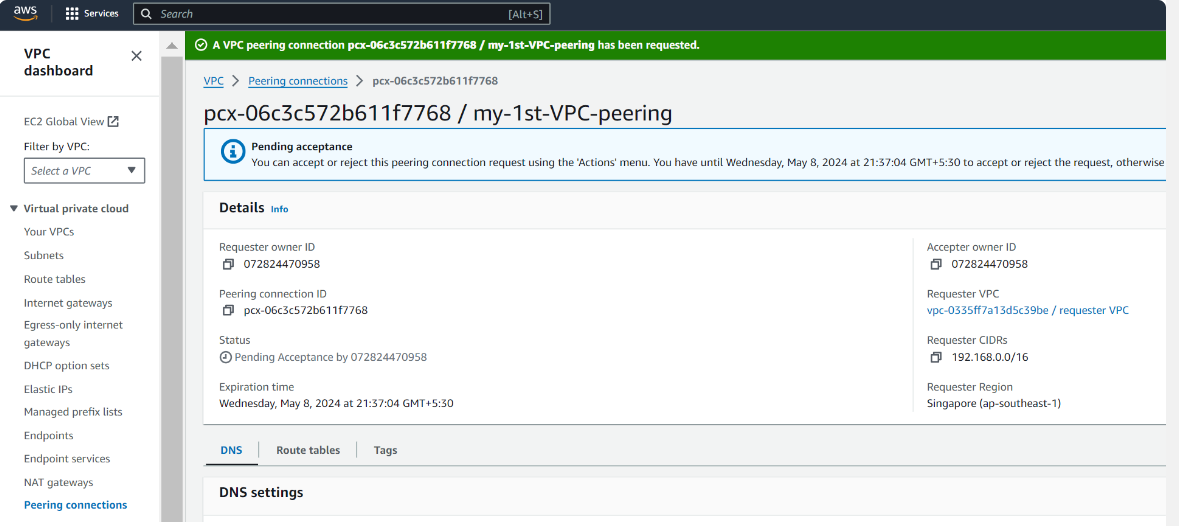 aws
Services
Search
[Alt+S]
VPC
dashboard
EC2 Global View
Filter by VPC:
Select a VPC
Virtual private cloud
Your VPCs
Subnets
Route tables
Internet gateways
Egress-only internet
gateways
DHCP option sets
Elastic IPs
Managed prefix lists
Endpoints
Endpoint services
NAT gateways
Peering connections
A VPC peering connection pcx-06c3c572b611f7768 / my-1st-VPC-peering has been requested.
VPC > Peering connections > pcx-06c3c572b611f7768
pcx-06c3c572b611f7768 / my-1st-VPC-peering
Pending acceptance
You can accept or reject this peering connection request using the 'Actions' menu. You have until Wednesday, May 8, 2024 at 21:37:04 GMT+5:30 to accept or reject the request, otherwise
Details Info
Requester owner ID
072824470958
Peering connection ID
pcx-06c3c572b611f7768
Status
Pending Acceptance by 072824470958
Expiration time
Wednesday, May 8, 2024 at 21:37:04 GMT+5:30
Accepter owner ID
072824470958
Requester VPC
vpc-0335ff7a13d5c39be / requester VPC
Requester CIDRs
192.168.0.0/16
Requester Region
Singapore (ap-southeast-1)
DNS
Route tables
Tags
DNS settings